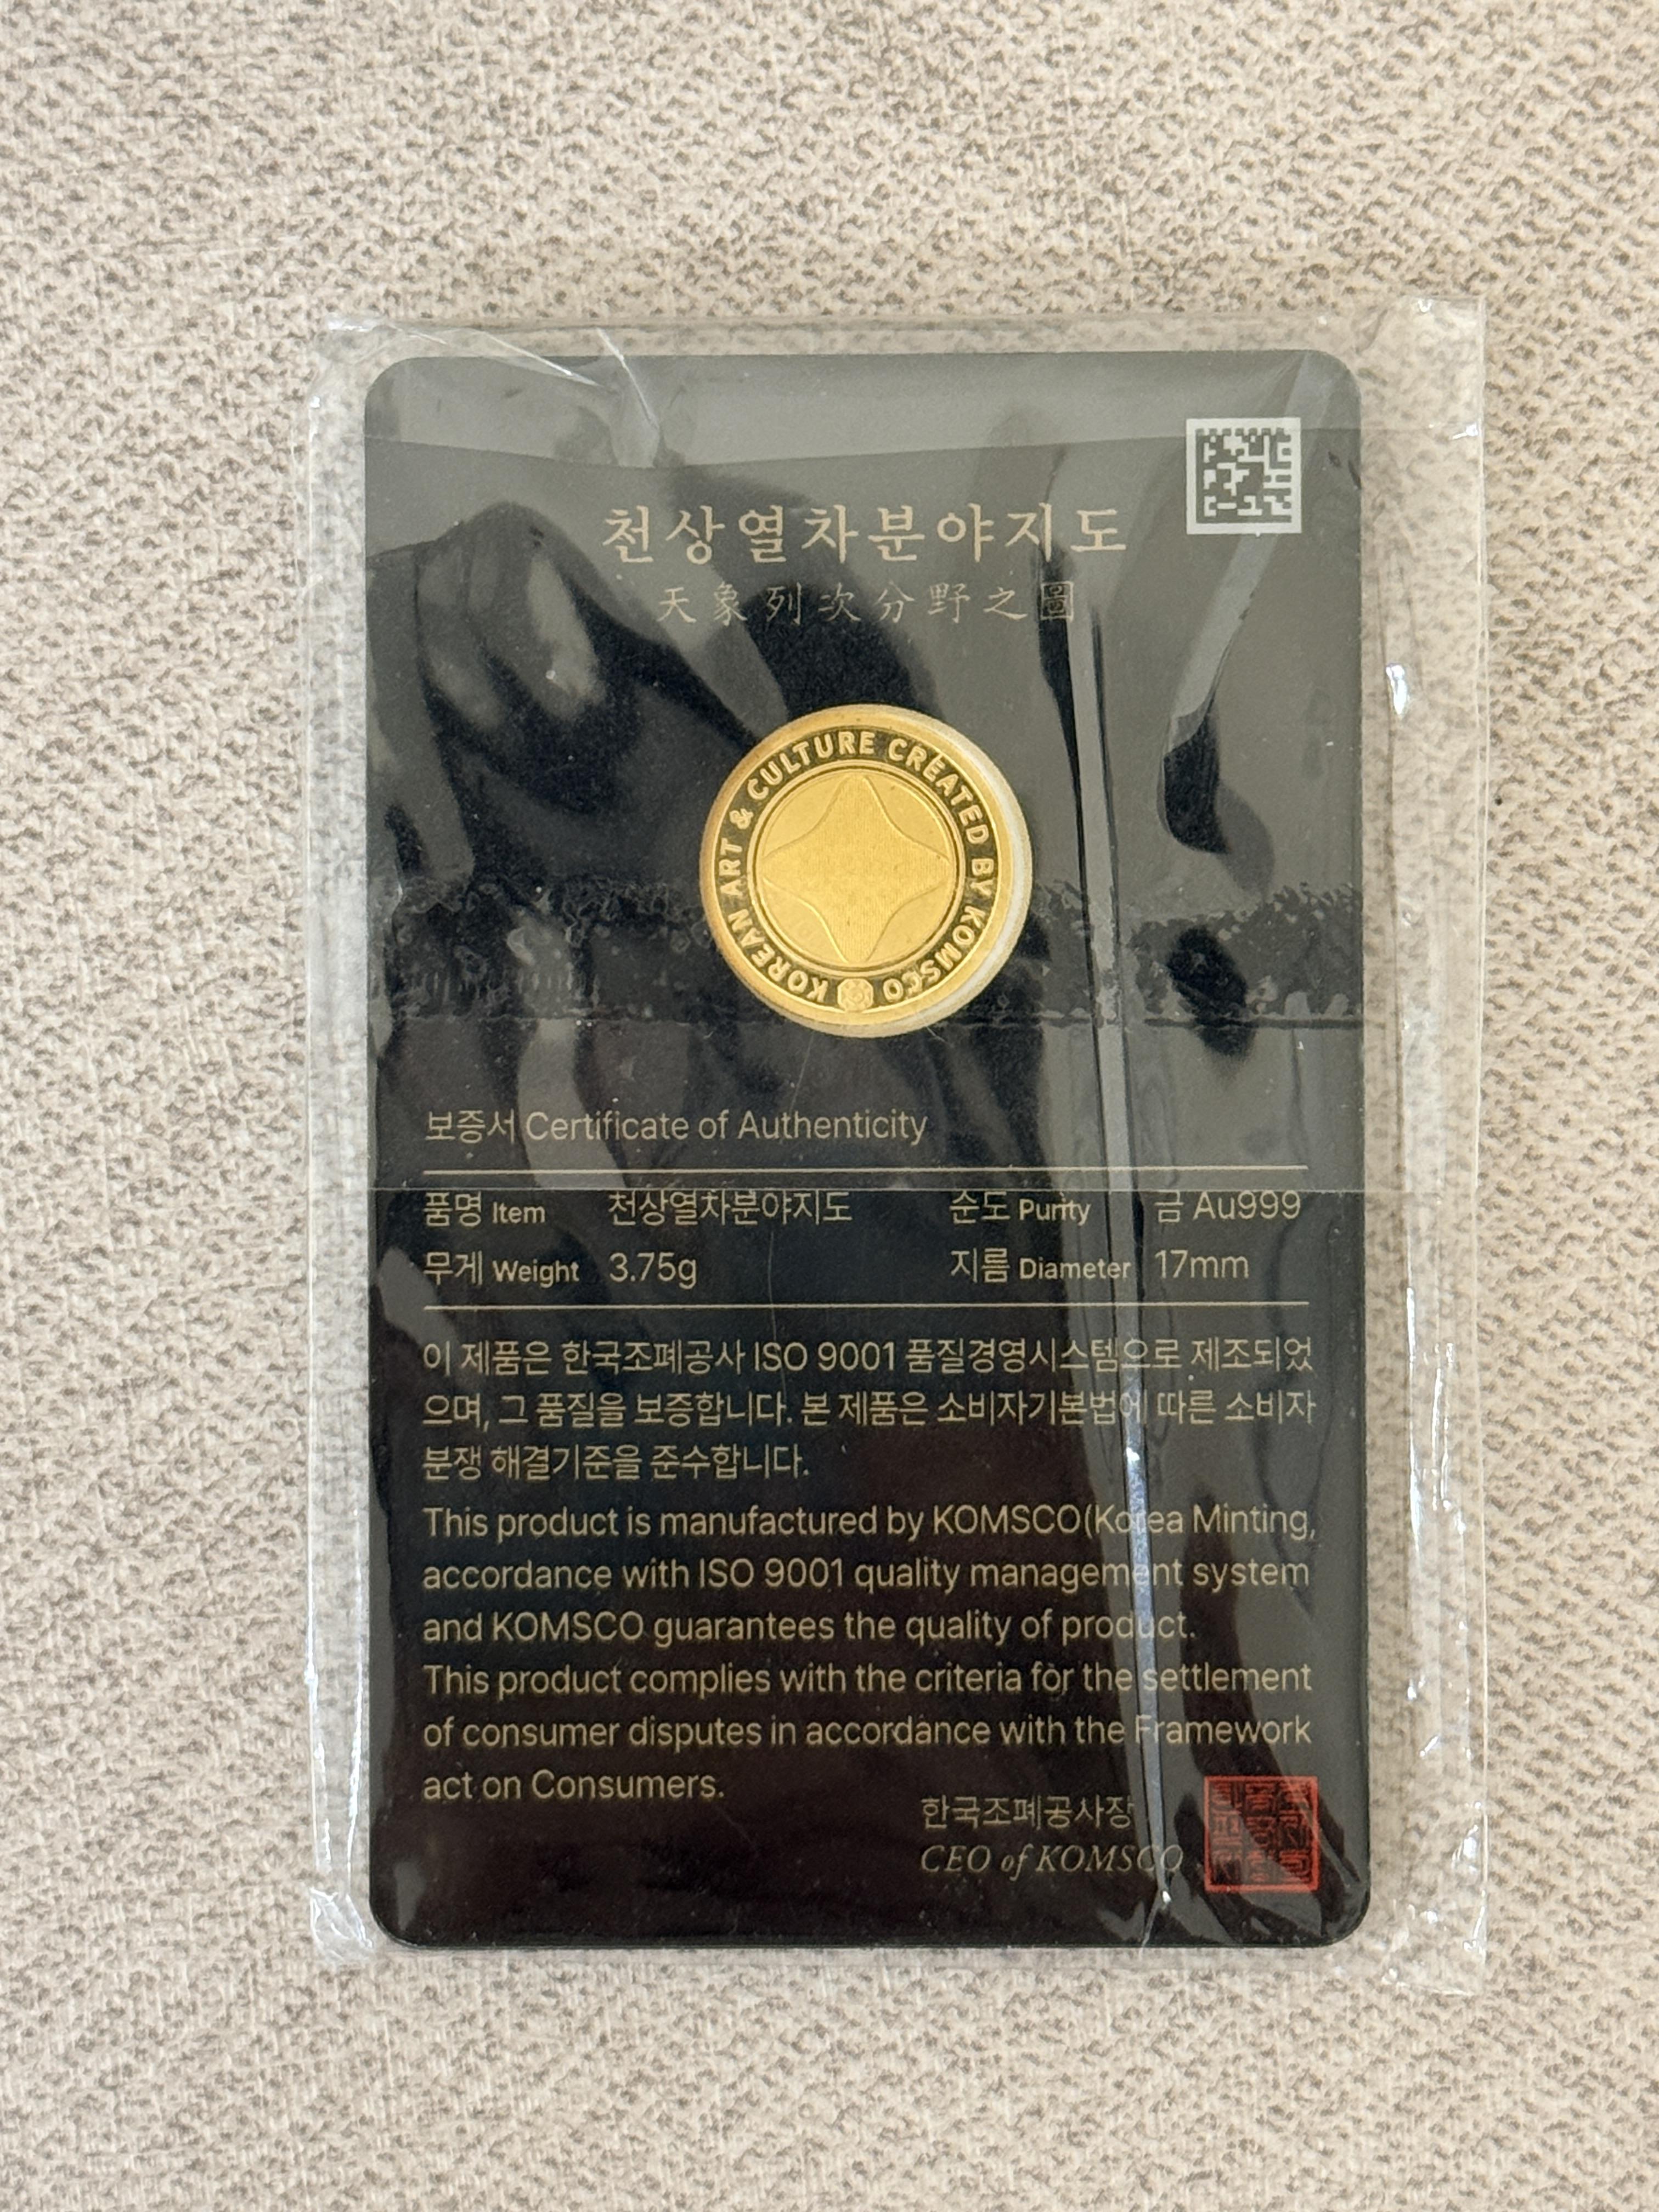 천상열차분야지도
天象列次分野之圖
KOREAN ART & CULTURE CREATED BY KOMSCO
보증서 Certificate of Authenticity
품명 Item 천상열차분야지도 순도 Purity 금 Au999
무게 Weight 3.75g 지름 Diameter 17mm
이 제품은 한국조폐공사 ISO 9001 품질경영시스템으로 제조되었
으며, 그 품질을 보증합니다. 본 제품은 소비자기본법에 따른 소비자
분쟁 해결기준을 준수합니다.
This product is manufactured by KOMSCO(Korea Minting,
accordance with ISO 9001 quality management system
and KOMSCO guarantees the quality of product.
This product complies with the criteria for the settlement
of consumer disputes in accordance with the Framework
act on Consumers.
한국조폐공사장
CEO of KOMSCO